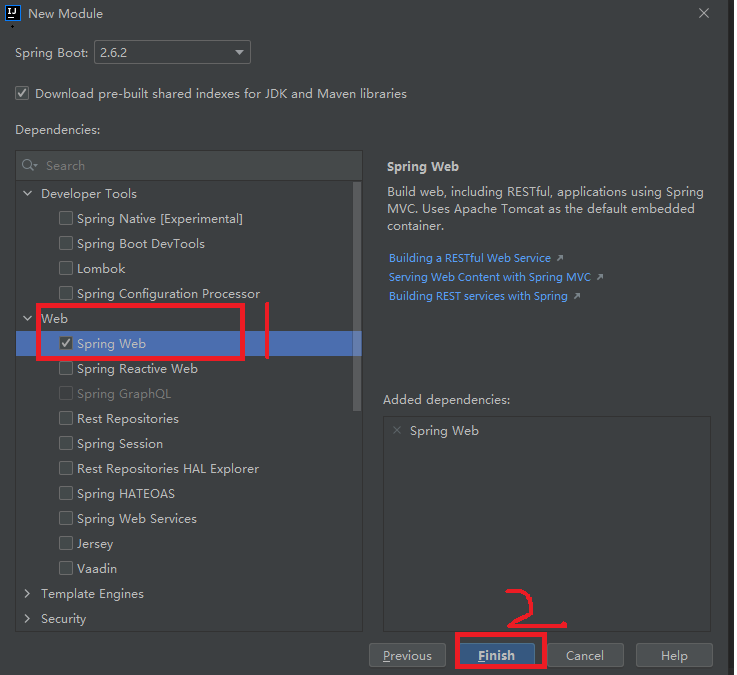 New Module
Spring Boot: 2.6.2
Download pre-built shared indexes for JDK and Maven libraries
Dependencies:
Search
Developer Tools
Spring Native [Experimental]
Spring Boot DevTools
Lombok
Spring Configuration Processor
Web
Spring Web
Spring Reactive Web
Spring GraphQL
Rest Repositories
Spring Session
Rest Repositories HAL Explorer
Spring HATEOAS
Spring Web Services
Jersey
Vaadin
Template Engines
Security
1
Spring Web
Build web, including RESTful, applications using Spring
MVC. Uses Apache Tomcat as the default embedded
container.
Building a RESTful Web Service
Serving Web Content with Spring MVC
Building REST services with Spring
Added dependencies:
Spring Web
2
Previous
Finish
Cancel
Help